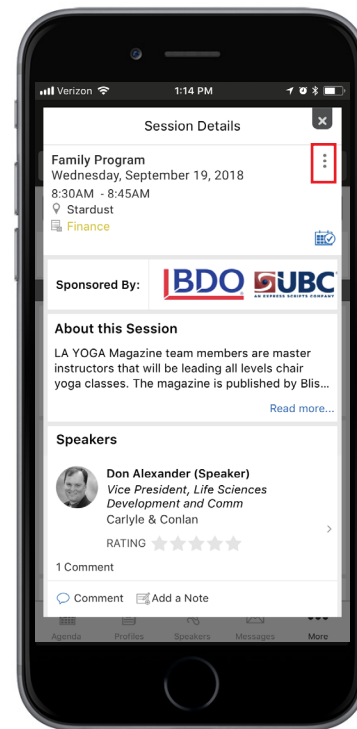 Verizon 1:14 PM
Session Details
Family Program
Wednesday, September 19, 2018
8:30AM - 8:45AM
Stardust
Finance
Sponsored By: BDO UBC
AN EXPRESS SCRIPTS COMPANY
About this Session
LA YOGA Magazine team members are master
instructors that will be leading all levels chair
yoga classes. The magazine is published by Blis...
Read more...
Speakers
Don Alexander (Speaker)
Vice President, Life Sciences
Development and Comm
Carlyle & Conlan
RATING
1 Comment
Comment Add a Note
Agenda Profiles Speakers Messages More